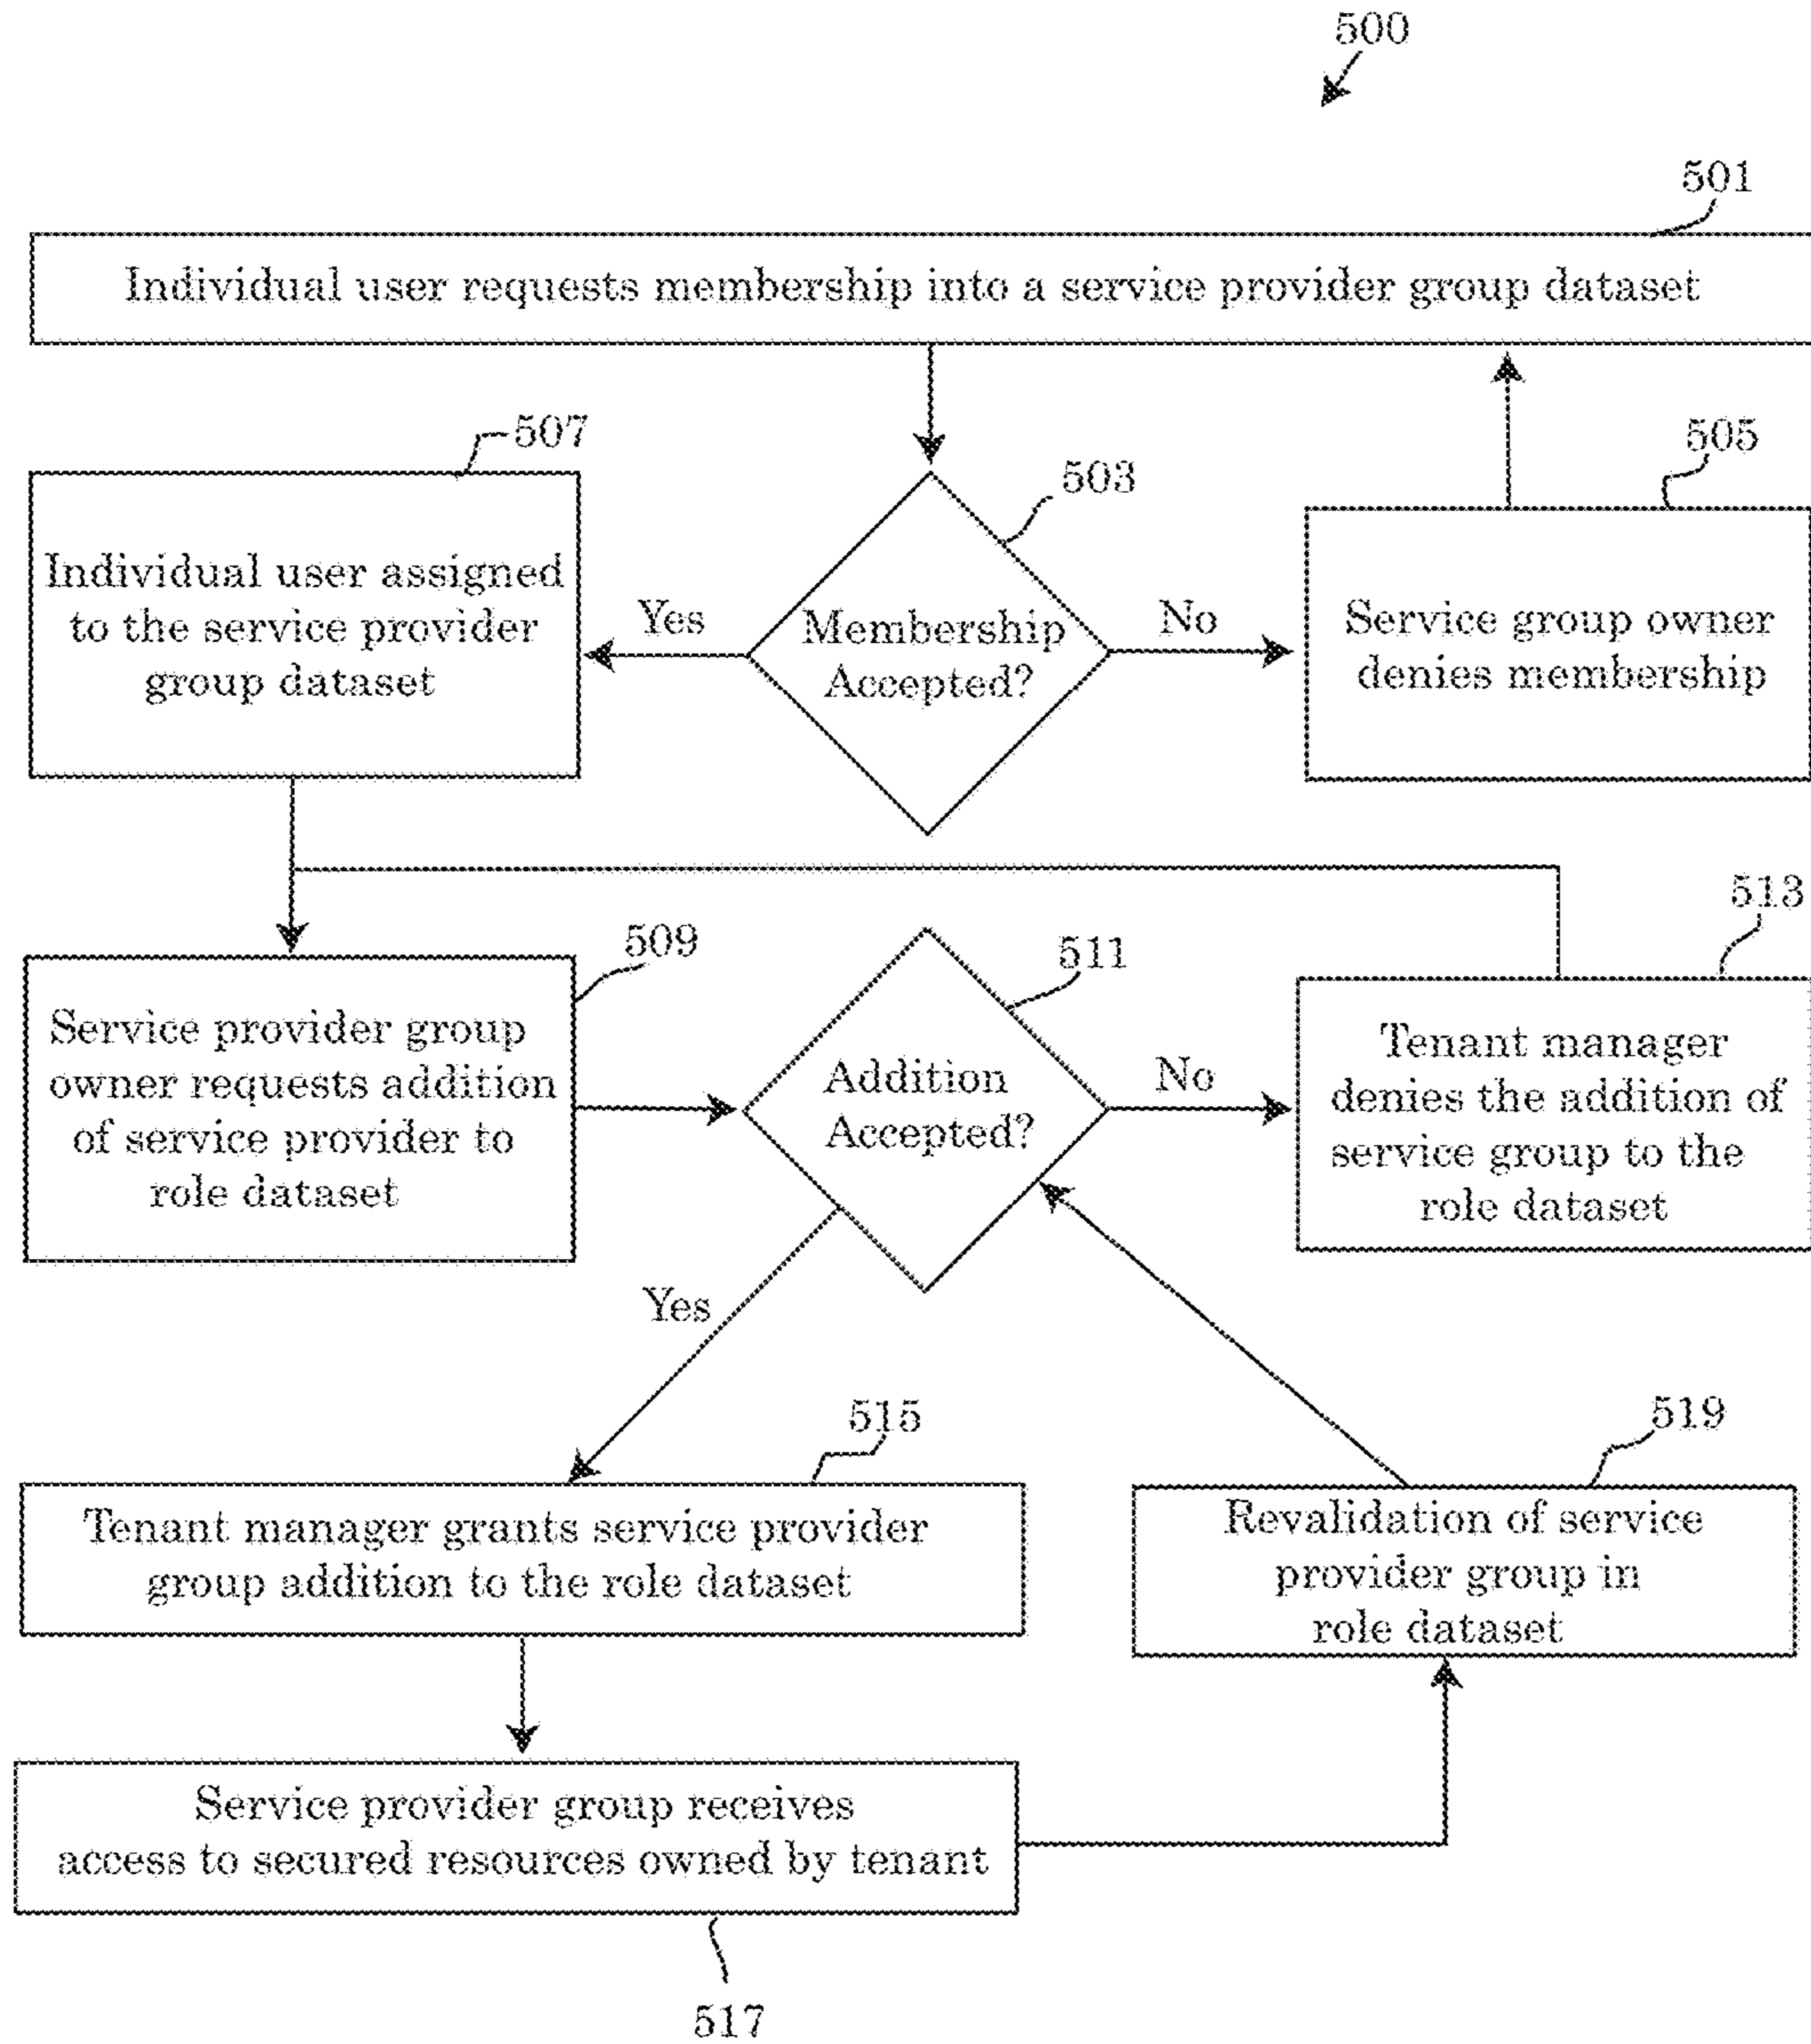 500
501
Individual user requests membership into a service provider group dataset
507
503
505
Individual user assigned
to the service provider
group dataset
Yes
Membership
Accepted?
No
Service group owner
denies membership
509
511
513
Service provider group
owner requests addition
of service provider to
role dataset
Addition
Accepted?
No
Tenant manager
denies the addition of
service group to the
role dataset
Yes
515
519
Tenant manager grants service provider
group addition to the role dataset
Revalidation of service
provider group in
role dataset
Service provider group receives
access to secured resources owned by tenant
517